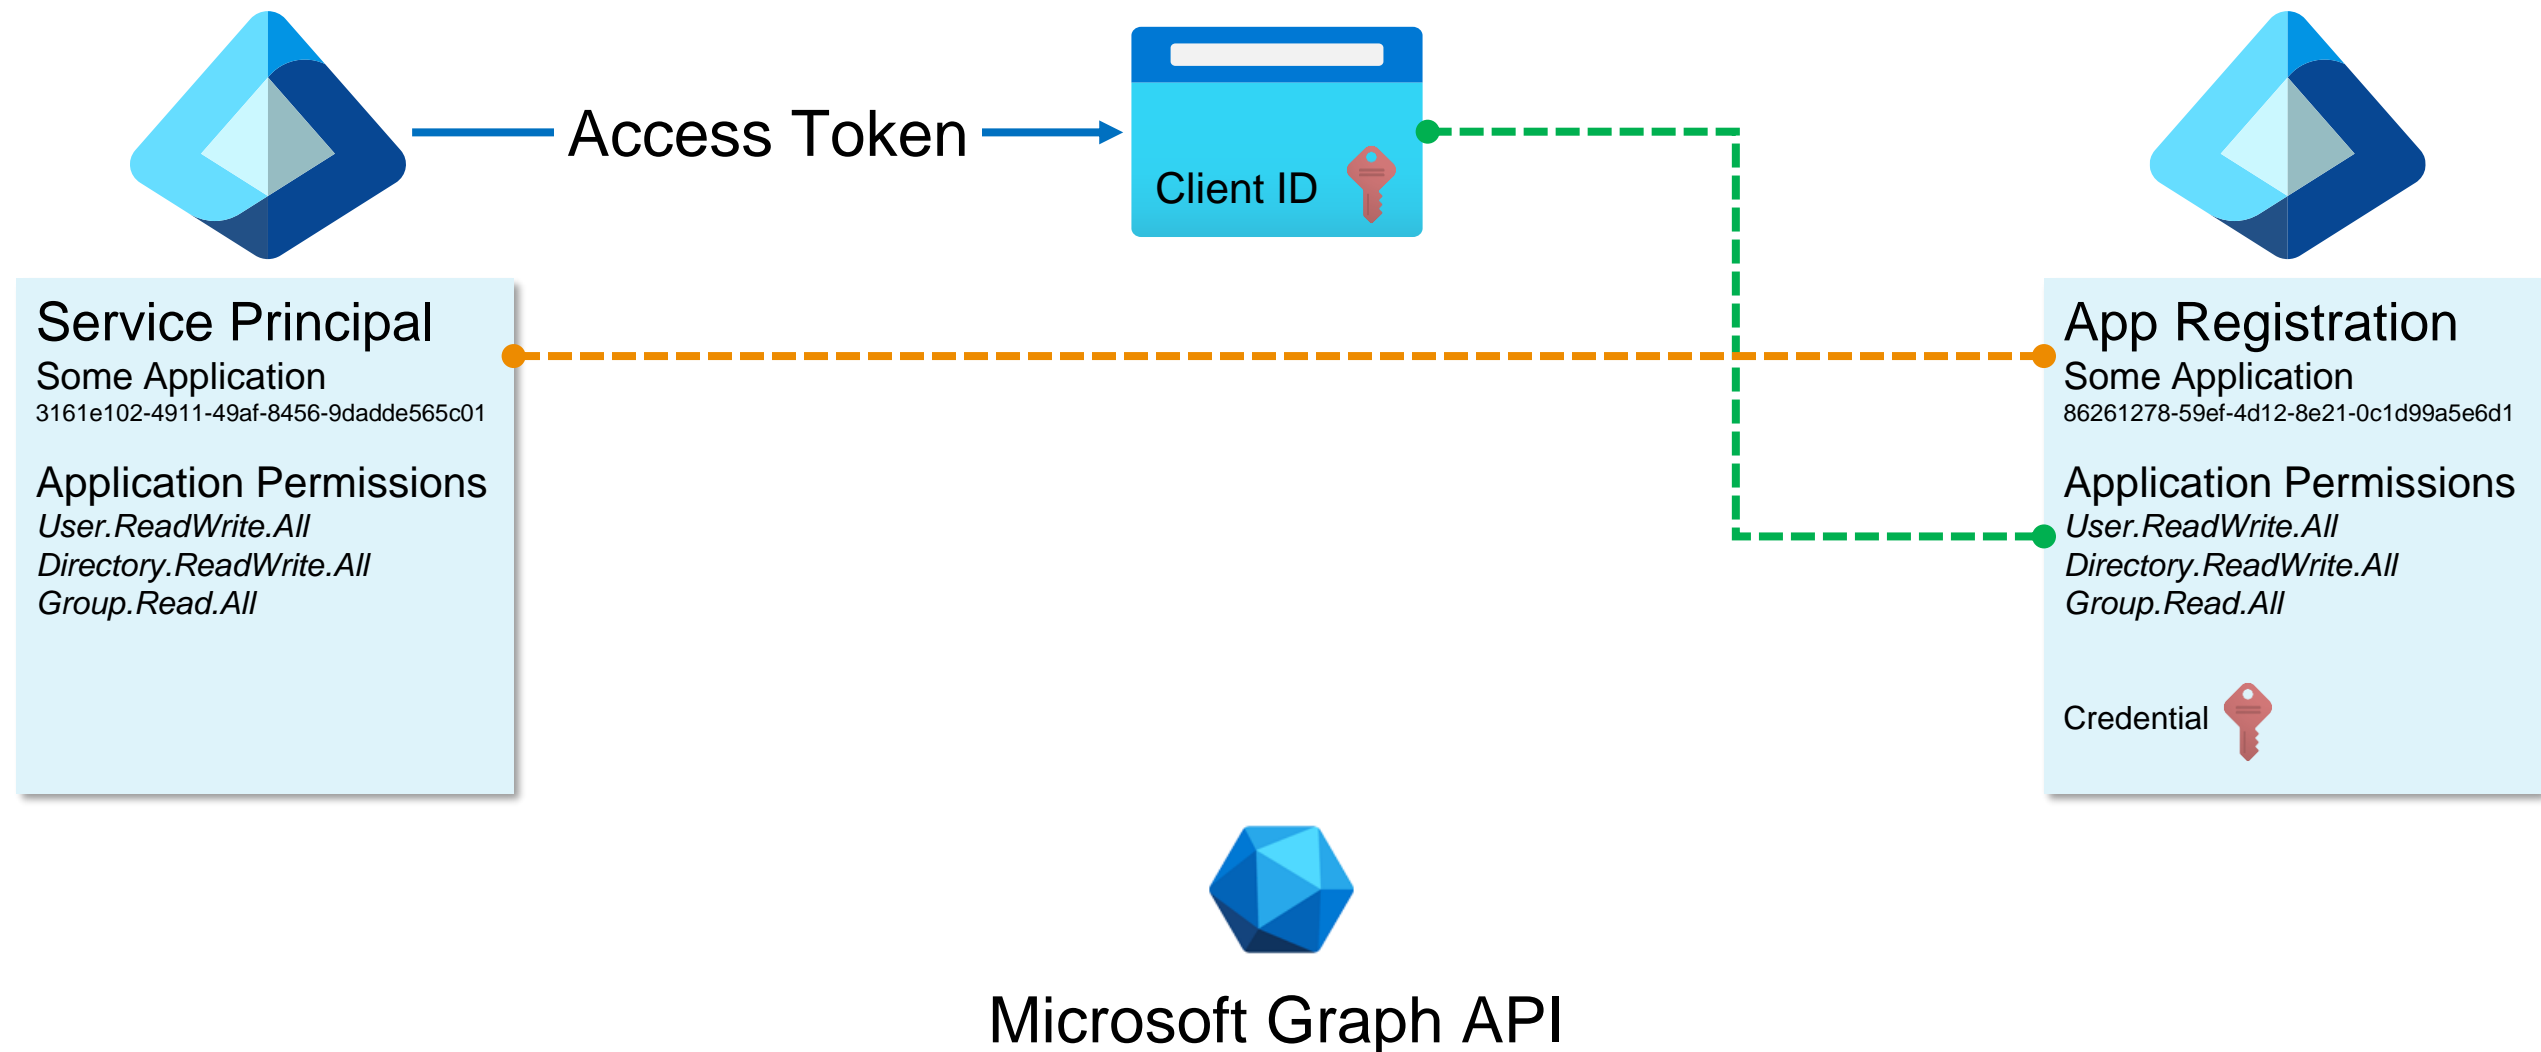 Access Token
Client ID
Service Principal
Some Application
3161e102-4911-49af-8456-9dadde565c01
Application Permissions
User.ReadWrite.All
Directory.ReadWrite.All
Group.Read.All
App Registration
Some Application
86261278-59ef-4d12-8e21-0c1d99a5e6d1
Application Permissions
User.ReadWrite.All
Directory.ReadWrite.All
Group.Read.All
Credential
Microsoft Graph API